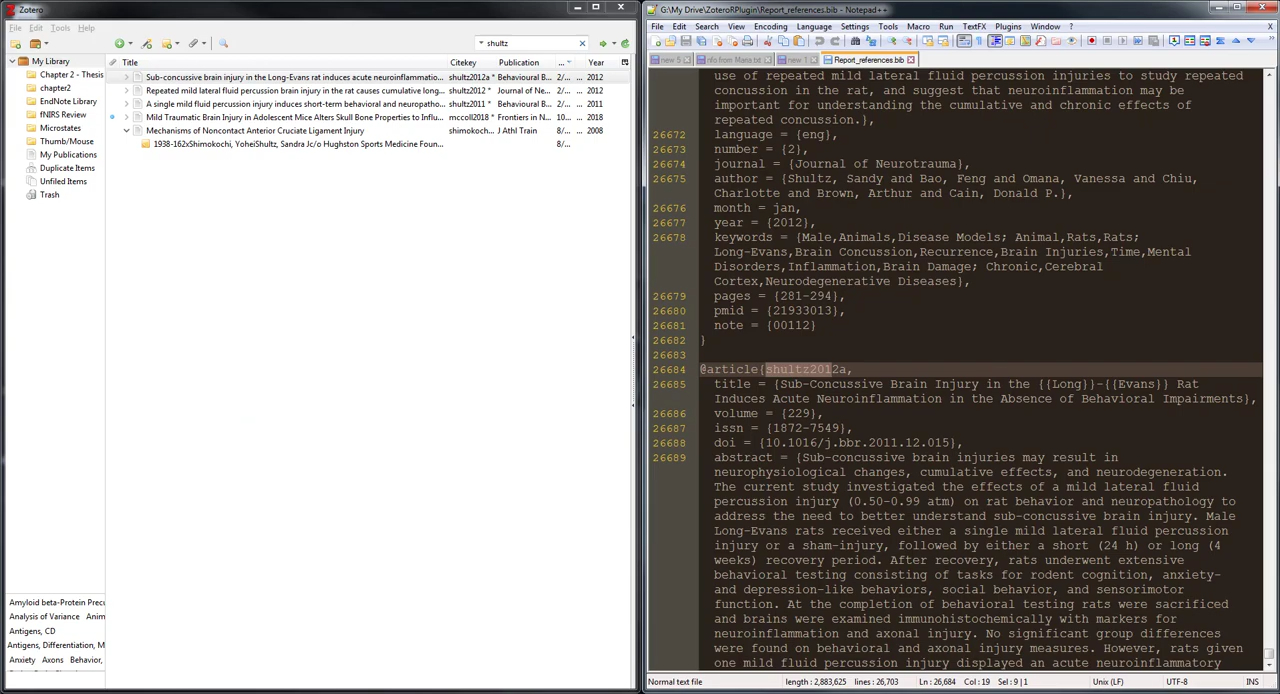 Zotero
File Edit Tools Help
shultz
My Library
Chapter 2 - Thesis
chapter2
EndNote Library
fNIRS Review
Microstates
Thumb/Mouse
My Publications
Duplicate Items
Unfiled Items
Trash
Title Citekey Publication ... Year
Sub-concussive brain injury in the Long-Evans rat induces acute neuroinflammatio... shultz2012a * Behavioural B... 2/... ... 2012
Repeated mild lateral fluid percussion brain injury in the rat causes cumulative long... shultz2012 * Journal of Ne... 2/... ... 2012
A single mild fluid percussion injury induces short-term behavioral and neuropatho... shultz2011 * Behavioural B... 2/... ... 2011
Mild Traumatic Brain Injury in Adolescent Mice Alters Skull Bone Properties to Influ... mccoll2018 * Frontiers in N... 10... ... 2018
Mechanisms of Noncontact Anterior Cruciate Ligament Injury shimokoch... J Athl Train 8/... ... 2008
1938-162xShimokochi, YoheiShultz, Sandra Jc/o Hughston Sports Medicine Foun... 8/...
Amyloid beta-Protein Precu
Analysis of Variance Anim
Antigens, CD
Antigens, Differentiation, M
Anxiety Axons Behavior,
G:\My Drive\ZoteroRPlugin\Report_references.bib - Notepad++
File Edit Search View Encoding Language Settings Tools Macro Run TextFX Plugins Window ?
new 5 new 1 Report_references.bib
use of repeated mild lateral fluid percussion injuries to study repeated
concussion in the rat, and suggest that neuroinflammation may be
important for understanding the cumulative and chronic effects of
repeated concussion.},
26672 language = {eng},
26673 number = {2},
26674 journal = {Journal of Neurotrauma},
26675 author = {Shultz, Sandy and Bao, Feng and Omana, Vanessa and Chiu,
Charlotte and Brown, Arthur and Cain, Donald P.},
26676 month = jan,
26677 year = {2012},
26678 keywords = {Male,Animals,Disease Models; Animal,Rats,Rats;
Long-Evans,Brain Concussion,Recurrence,Brain Injuries,Time,Mental
Disorders,Inflammation,Brain Damage; Chronic,Cerebral
Cortex,Neurodegenerative Diseases},
26679 pages = {281-294},
26680 pmid = {21933013},
26681 note = {00112}
26682 }
26683
26684 @article{shultz2012a,
26685 title = {Sub-Concussive Brain Injury in the {{Long}}-{{Evans}} Rat
Induces Acute Neuroinflammation in the Absence of Behavioral Impairments},
26686 volume = {229},
26687 issn = {1872-7549},
26688 doi = {10.1016/j.bbr.2011.12.015},
26689 abstract = {Sub-concussive brain injuries may result in
neurophysiological changes, cumulative effects, and neurodegeneration.
The current study investigated the effects of a mild lateral fluid
percussion injury (0.50-0.99 atm) on rat behavior and neuropathology to
address the need to better understand sub-concussive brain injury. Male
Long-Evans rats received either a single mild lateral fluid percussion
injury or a sham-injury, followed by either a short (24 h) or long (4
weeks) recovery period. After recovery, rats underwent extensive
behavioral testing consisting of tasks for rodent cognition, anxiety-
and depression-like behaviors, social behavior, and sensorimotor
function. At the completion of behavioral testing rats were sacrificed
and brains were examined immunohistochemically with markers for
neuroinflammation and axonal injury. No significant group differences
were found on behavioral and axonal injury measures. However, rats given
one mild fluid percussion injury displayed an acute neuroinflammatory
Normal text file length : 2,883,625 lines : 26,703 Ln : 26,684 Col : 19 Sel : 9 | 1 Unix (LF) UTF-8 INS